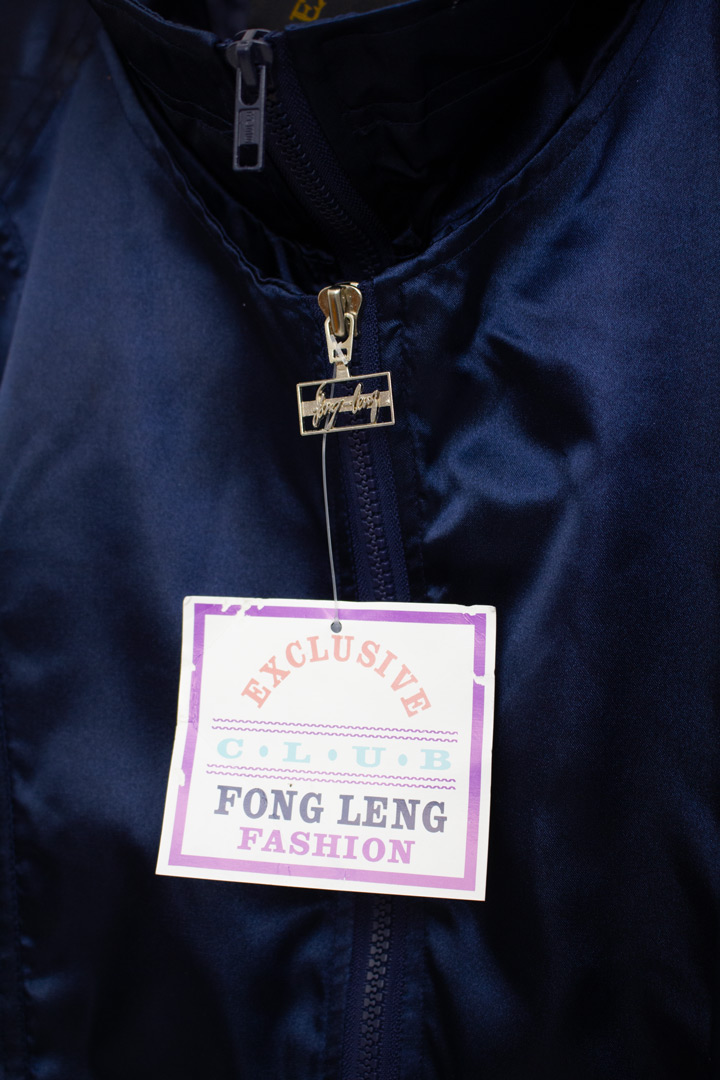 fong leng
EXCLUSIVE
C·L·U·B
FONG LENG
FASHION